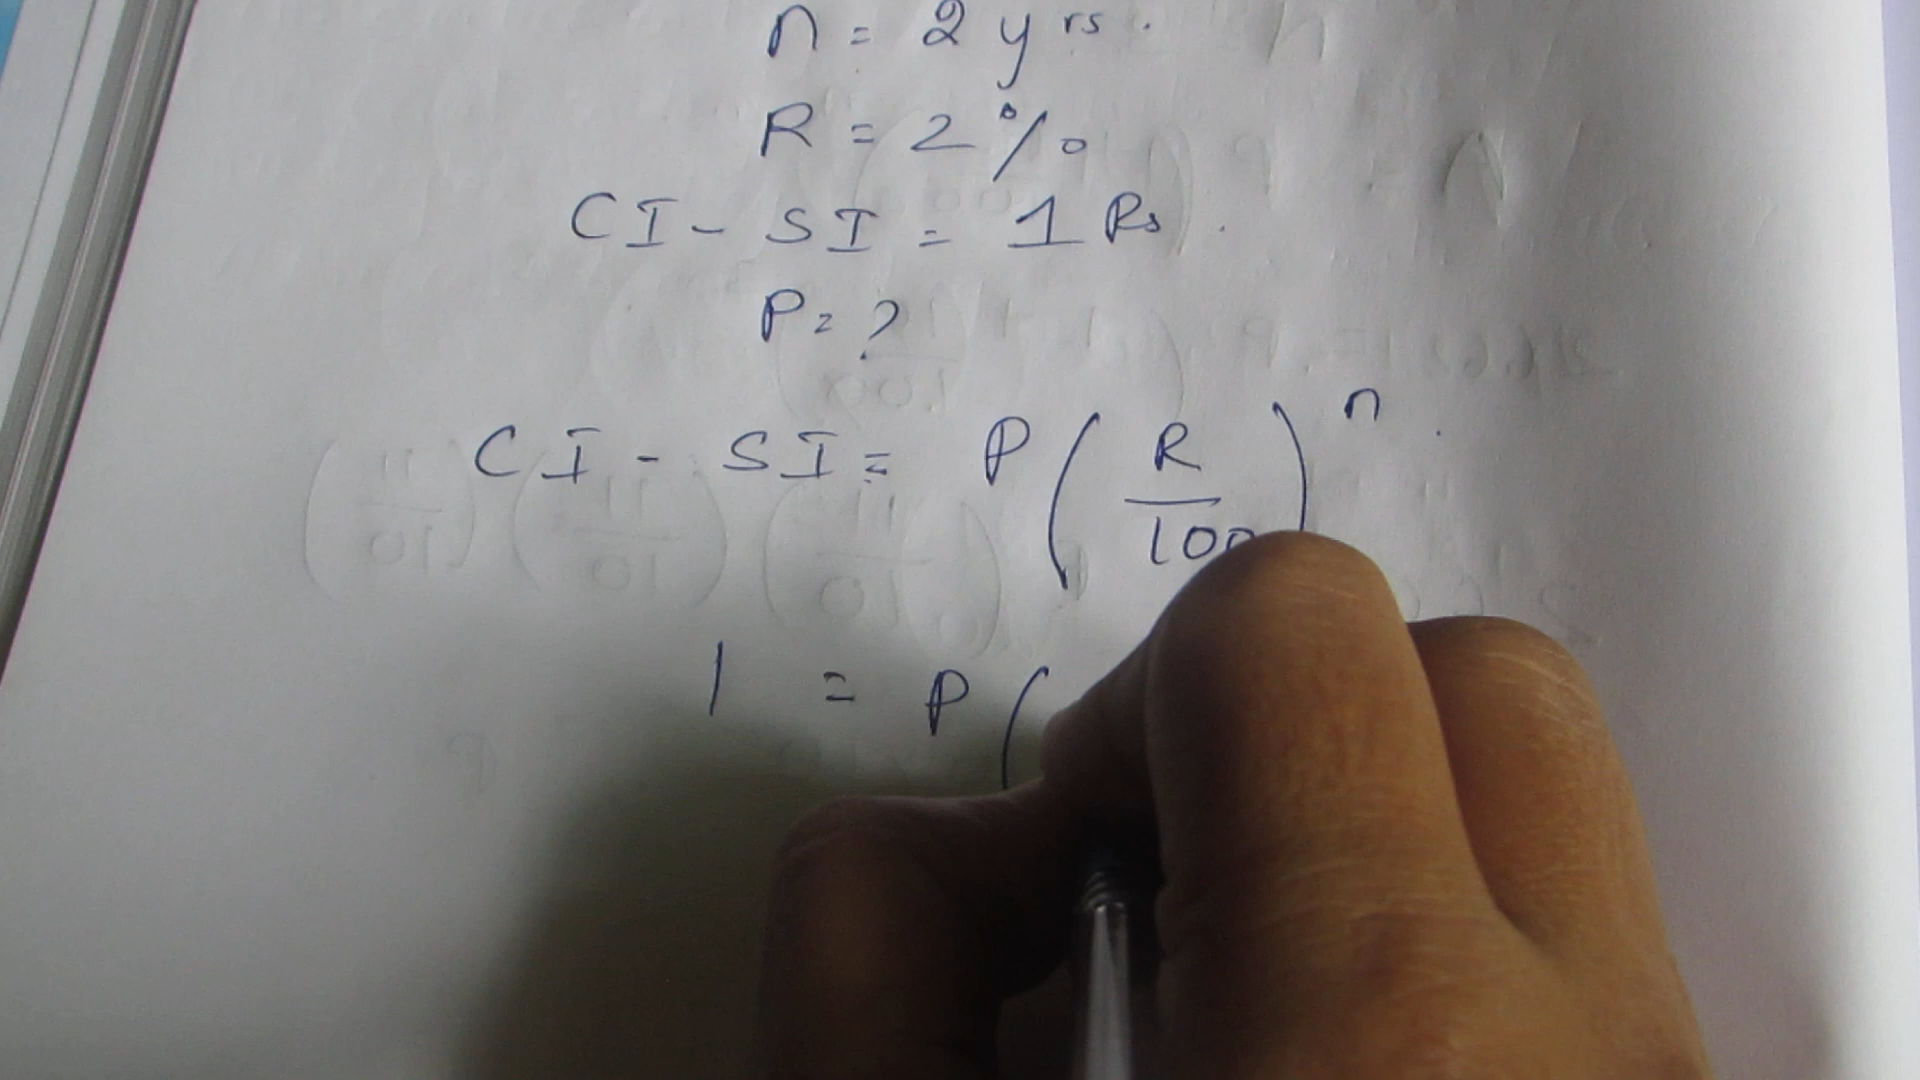 n = 2 yrs.
R = 2%
CI - SI = 1 Rs.
P = ?
CI - SI = P(R/100)^n.
1 = P(